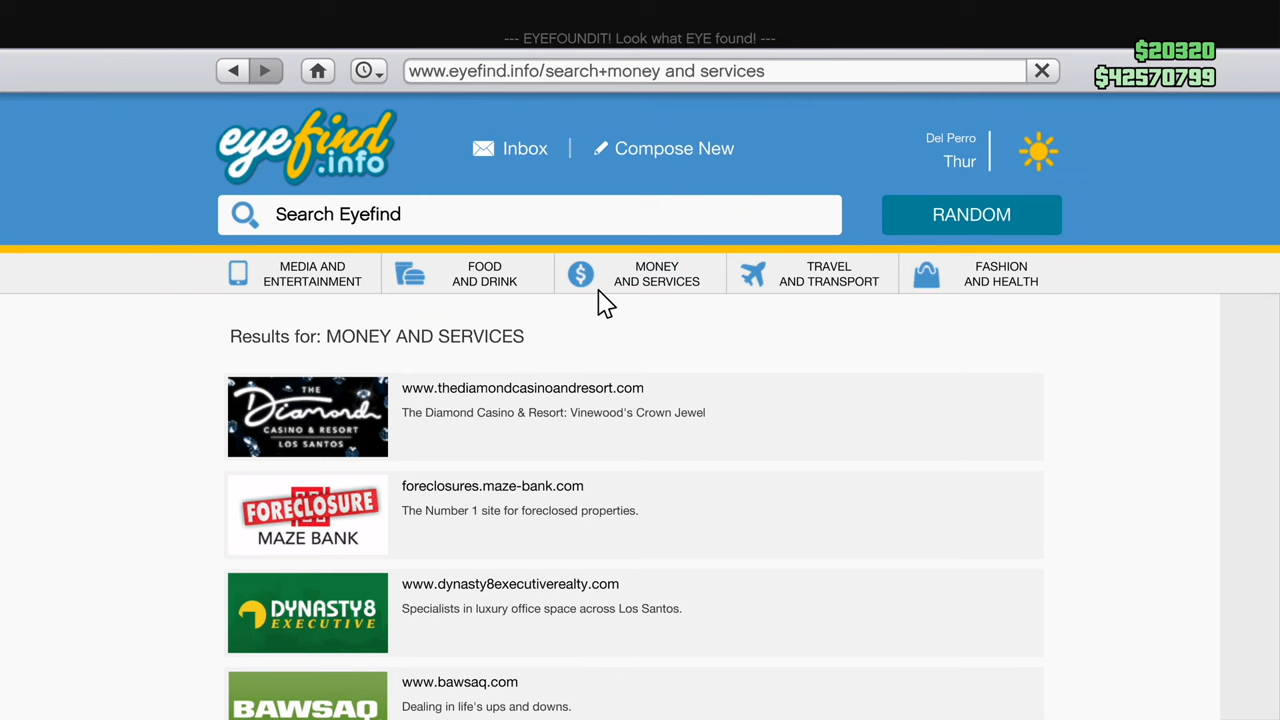 --- EYEFOUNDIT! Look what EYE found! ---
$20320
www.eyefind.info/search+money and services
$42570799
eyefind
.info
Inbox
Compose New
Del Perro
Thur
Search Eyefind
RANDOM
MEDIA AND
ENTERTAINMENT
FOOD
AND DRINK
$
MONEY
AND SERVICES
TRAVEL
AND TRANSPORT
FASHION
AND HEALTH
Results for: MONEY AND SERVICES
THE
Diamond
CASINO & RESORT
LOS SANTOS
www.thediamondcasinoandresort.com
The Diamond Casino & Resort: Vinewood's Crown Jewel
FORECLOSURE
MAZE BANK
foreclosures.maze-bank.com
The Number 1 site for foreclosed properties.
DYNASTY8
EXECUTIVE
www.dynasty8executiverealty.com
Specialists in luxury office space across Los Santos.
BAWSAQ
www.bawsaq.com
Dealing in life's ups and downs.